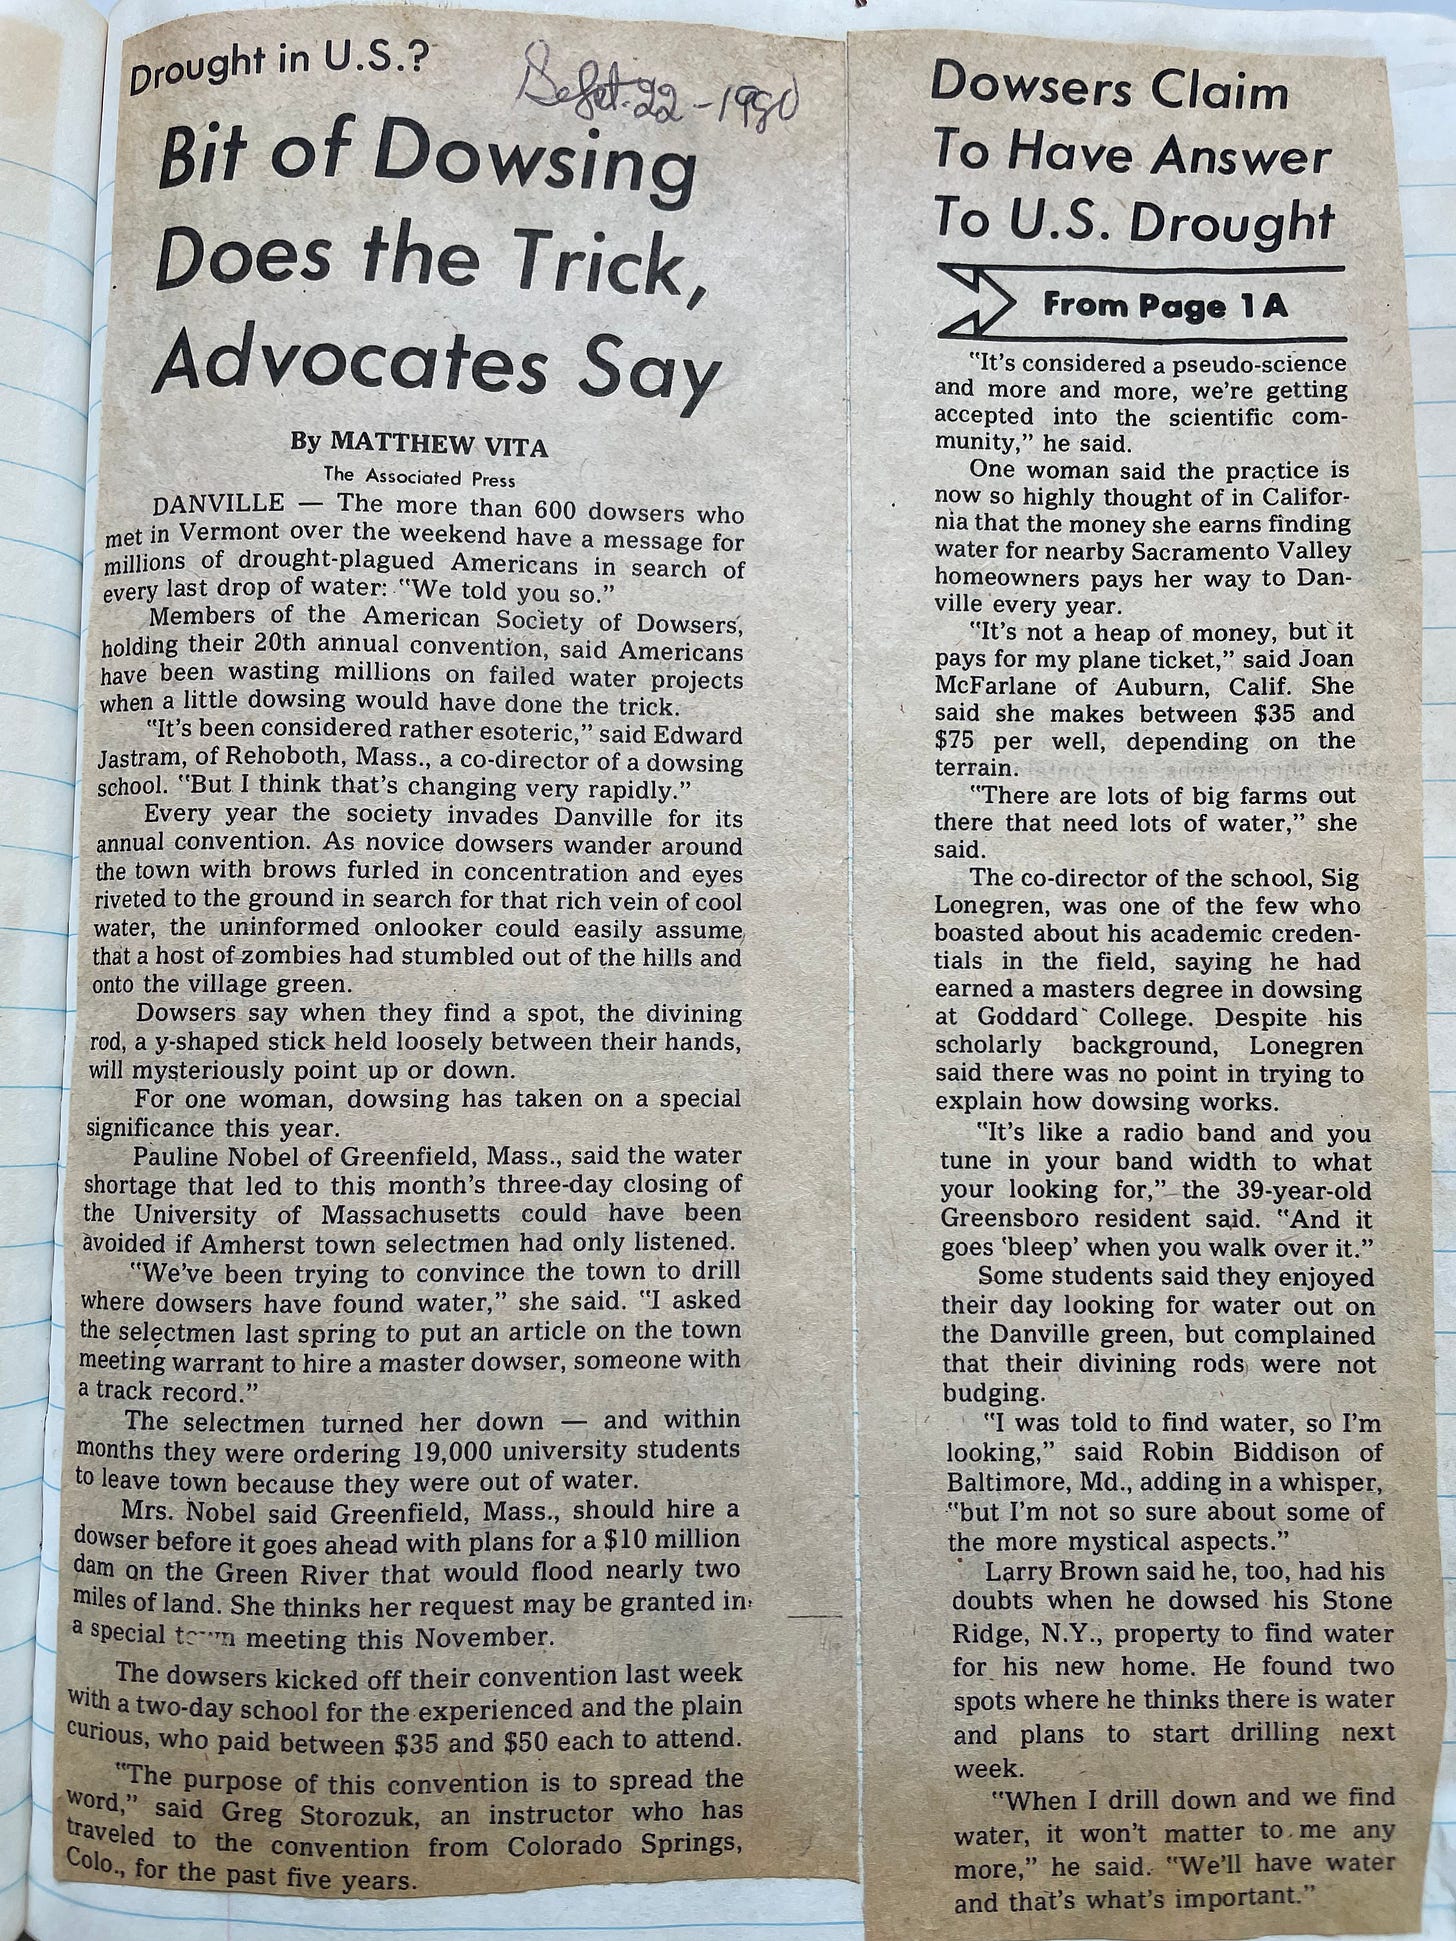 Drought in U.S.?
Sept. 22 - 1980
Bit of Dowsing
Does the Trick,
Advocates Say
By MATTHEW VITA
The Associated Press
DANVILLE — The more than 600 dowsers who
met in Vermont over the weekend have a message for
millions of drought-plagued Americans in search of
every last drop of water: "We told you so."
Members of the American Society of Dowsers,
holding their 20th annual convention, said Americans
have been wasting millions on failed water projects
when a little dowsing would have done the trick.
"It's been considered rather esoteric," said Edward
Jastram, of Rehoboth, Mass., a co-director of a dowsing
school. "But I think that's changing very rapidly."
Every year the society invades Danville for its
annual convention. As novice dowsers wander around
the town with brows furled in concentration and eyes
riveted to the ground in search for that rich vein of cool
water, the uninformed onlooker could easily assume
that a host of zombies had stumbled out of the hills and
onto the village green.
Dowsers say when they find a spot, the divining
rod, a y-shaped stick held loosely between their hands,
will mysteriously point up or down.
For one woman, dowsing has taken on a special
significance this year.
Pauline Nobel of Greenfield, Mass., said the water
shortage that led to this month's three-day closing of
the University of Massachusetts could have been
avoided if Amherst town selectmen had only listened.
"We've been trying to convince the town to drill
where dowsers have found water," she said. "I asked
the selectmen last spring to put an article on the town
meeting warrant to hire a master dowser, someone with
a track record."
The selectmen turned her down — and within
months they were ordering 19,000 university students
to leave town because they were out of water.
Mrs. Nobel said Greenfield, Mass., should hire a
dowser before it goes ahead with plans for a $10 million
dam on the Green River that would flood nearly two
miles of land. She thinks her request may be granted in
a special town meeting this November.
The dowsers kicked off their convention last week
with a two-day school for the experienced and the plain
curious, who paid between $35 and $50 each to attend.
"The purpose of this convention is to spread the
word," said Greg Storozuk, an instructor who has
traveled to the convention from Colorado Springs,
Colo., for the past five years.
Dowsers Claim
To Have Answer
To U.S. Drought
From Page 1A
"It's considered a pseudo-science
and more and more, we're getting
accepted into the scientific com-
munity," he said.
One woman said the practice is
now so highly thought of in Califor-
nia that the money she earns finding
water for nearby Sacramento Valley
homeowners pays her way to Dan-
ville every year.
"It's not a heap of money, but it
pays for my plane ticket," said Joan
McFarlane of Auburn, Calif. She
said she makes between $35 and
$75 per well, depending on the
terrain.
"There are lots of big farms out
there that need lots of water," she
said.
The co-director of the school, Sig
Lonegren, was one of the few who
boasted about his academic creden-
tials in the field, saying he had
earned a masters degree in dowsing
at Goddard College. Despite his
scholarly background, Lonegren
said there was no point in trying to
explain how dowsing works.
"It's like a radio band and you
tune in your band width to what
your looking for," the 39-year-old
Greensboro resident said. "And it
goes 'bleep' when you walk over it."
Some students said they enjoyed
their day looking for water out on
the Danville green, but complained
that their divining rods were not
budging.
"I was told to find water, so I'm
looking," said Robin Biddison of
Baltimore, Md., adding in a whisper,
"but I'm not so sure about some of
the more mystical aspects."
Larry Brown said he, too, had his
doubts when he dowsed his Stone
Ridge, N.Y., property to find water
for his new home. He found two
spots where he thinks there is water
and plans to start drilling next
week.
"When I drill down and we find
water, it won't matter to me any
more," he said. "We'll have water
and that's what's important."